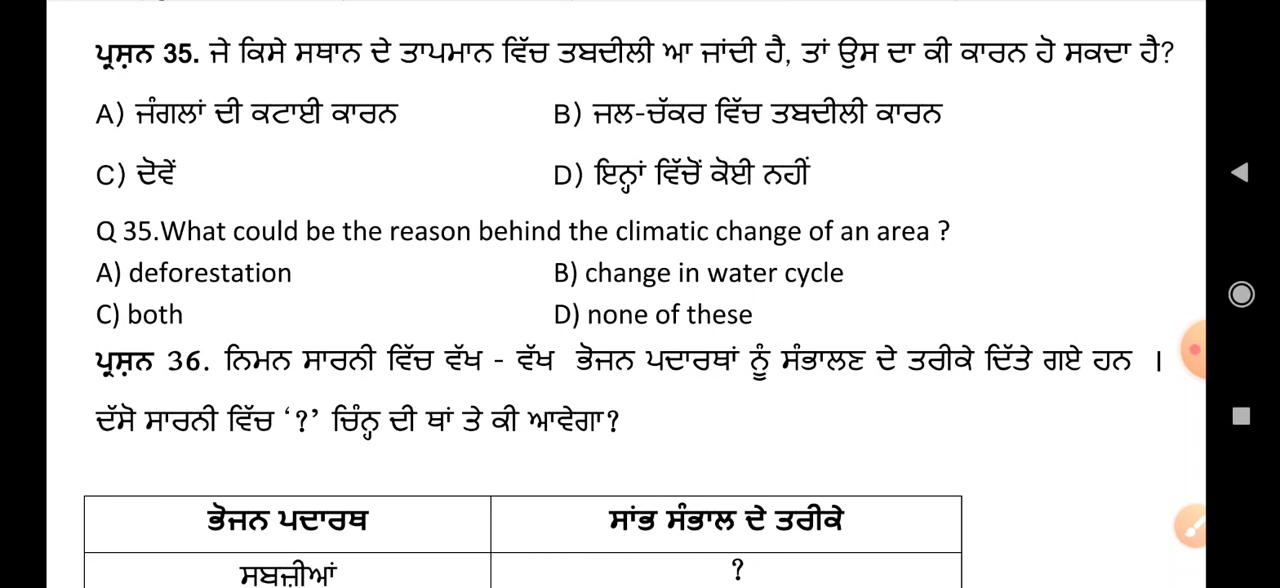 ਪ੍ਰਸ਼ਨ 35. ਜੇ ਕਿਸੇ ਸਥਾਨ ਦੇ ਤਾਪਮਾਨ ਵਿੱਚ ਤਬਦੀਲੀ ਆ ਜਾਂਦੀ ਹੈ, ਤਾਂ ਉਸ ਦਾ ਕੀ ਕਾਰਨ ਹੋ ਸਕਦਾ ਹੈ?
A) ਜੰਗਲਾਂ ਦੀ ਕਟਾਈ ਕਾਰਨ B) ਜਲ-ਚੱਕਰ ਵਿੱਚ ਤਬਦੀਲੀ ਕਾਰਨ
C) ਦੋਵੇਂ D) ਇਨ੍ਹਾਂ ਵਿੱਚੋਂ ਕੋਈ ਨਹੀਂ
Q 35.What could be the reason behind the climatic change of an area ?
A) deforestation B) change in water cycle
C) both D) none of these
ਪ੍ਰਸ਼ਨ 36. ਨਿਮਨ ਸਾਰਨੀ ਵਿੱਚ ਵੱਖ - ਵੱਖ ਭੋਜਨ ਪਦਾਰਥਾਂ ਨੂੰ ਸੰਭਾਲਣ ਦੇ ਤਰੀਕੇ ਦਿੱਤੇ ਗਏ ਹਨ ।
ਦੱਸੋ ਸਾਰਨੀ ਵਿੱਚ ‘?’ ਚਿੰਨ੍ਹ ਦੀ ਥਾਂ ਤੇ ਕੀ ਆਵੇਗਾ?
ਭੋਜਨ ਪਦਾਰਥ ਸਾਂਭ ਸੰਭਾਲ ਦੇ ਤਰੀਕੇ
ਸਬਜ਼ੀਆਂ ?